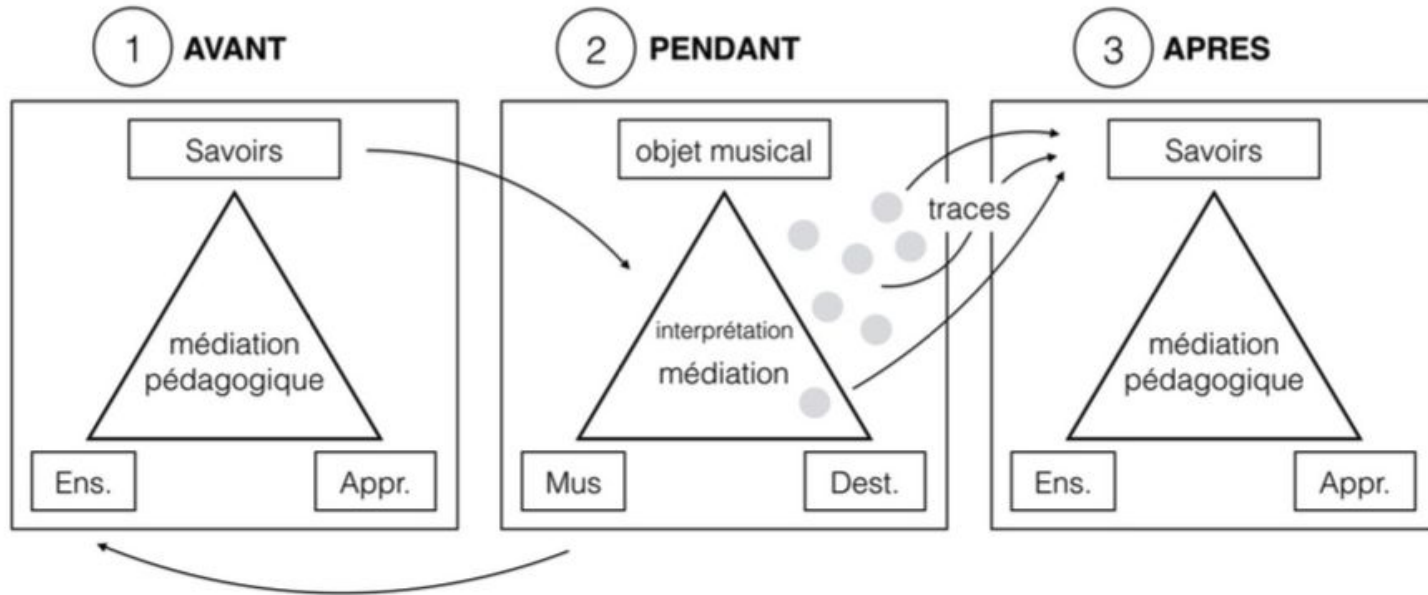 1 AVANT
Savoirs
médiation
pédagogique
Ens.
Appr.
2 PENDANT
objet musical
traces
interprétation
médiation
Mus
Dest.
3 APRES
Savoirs
médiation
pédagogique
Ens.
Appr.